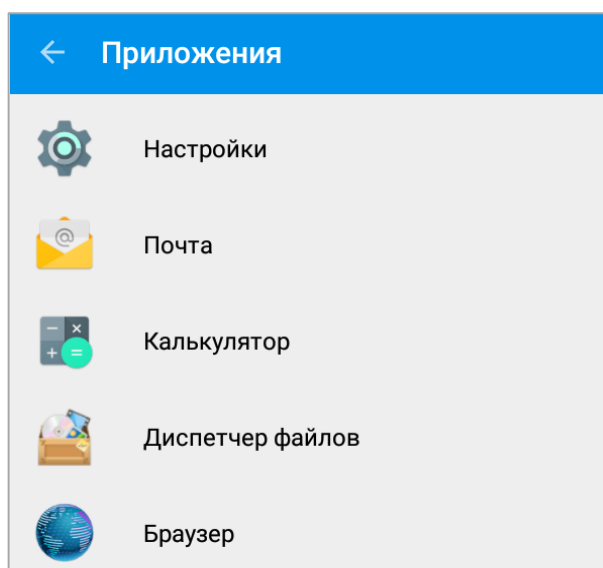 Приложения
Настройки
@
Почта
Калькулятор
Диспетчер файлов
Браузер